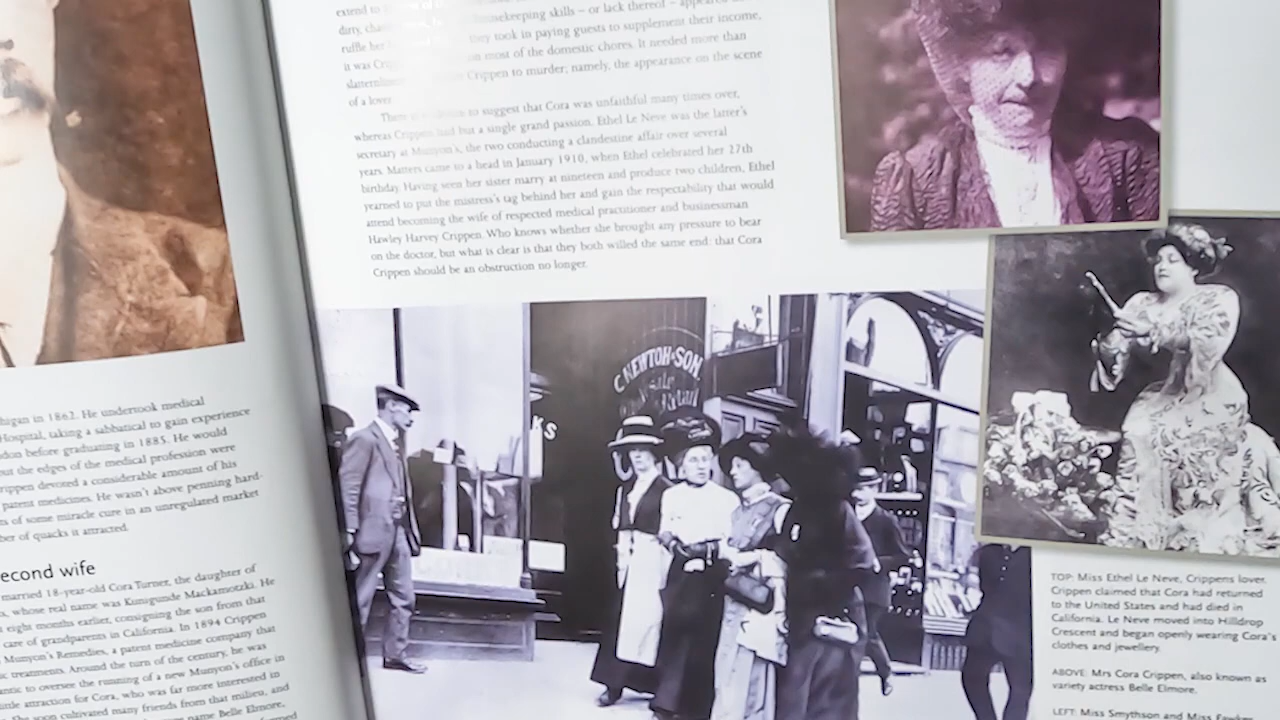 higan in 1862. He undertook medical
Hospital, taking a sabbatical to gain experience
don before graduating in 1885. He would
out the edges of the medical profession were
rippen devoted a considerable amount of his
patent medicines. He wasn't above penning hard-
ts of some miracle cure in an unregulated market
ber of quacks it attracted.
econd wife
married 18-year-old Cora Turner, the daughter of
whose real name was Kunigunde Mackamotzki. He
eight months earlier, consigning the son from that
care of grandparents in California. In 1894 Crippen
Munyon's Remedies, a patent medicine company that
ic treatments. Around the turn of the century, he was
antic to oversee the running of a new Munyon's office in
ittle attraction for Cora, who was far more interested in
She soon cultivated many friends from that milieu, and
name Belle Elmore,
extend to
dirty, housekeeping skills – or lack thereof –
ruffle her they took in paying guests to supplement their income,
it was on most of the domestic chores. It needed more than
Crippen to murder; namely, the appearance on the scene
of a lover
There to suggest that Cora was unfaithful many times over,
whereas Crippen had but a single grand passion. Ethel Le Neve was the latter's
secretary at Munyon's, the two conducting a clandestine affair over several
years. Matters came to a head in January 1910, when Ethel celebrated her 27th
birthday. Having seen her sister marry at nineteen and produce two children, Ethel
yearned to put the mistress's tag behind her and gain the respectability that would
attend becoming the wife of respected medical practitioner and businessman
Hawley Harvey Crippen. Who knows whether she brought any pressure to bear
on the doctor, but what is clear is that they both willed the same end: that Cora
Crippen should be an obstruction no longer.
C. NEWTON & SON.
KS
TOP: Miss Ethel Le Neve, Crippens lover.
Crippen claimed that Cora had returned
to the United States and had died in
California. Le Neve moved into Hilldrop
Crescent and began openly wearing Cora's
clothes and jewellery.
ABOVE: Mrs Cora Crippen, also known as
variety actress Belle Elmore.
LEFT: Miss Smythson and Miss Fawker